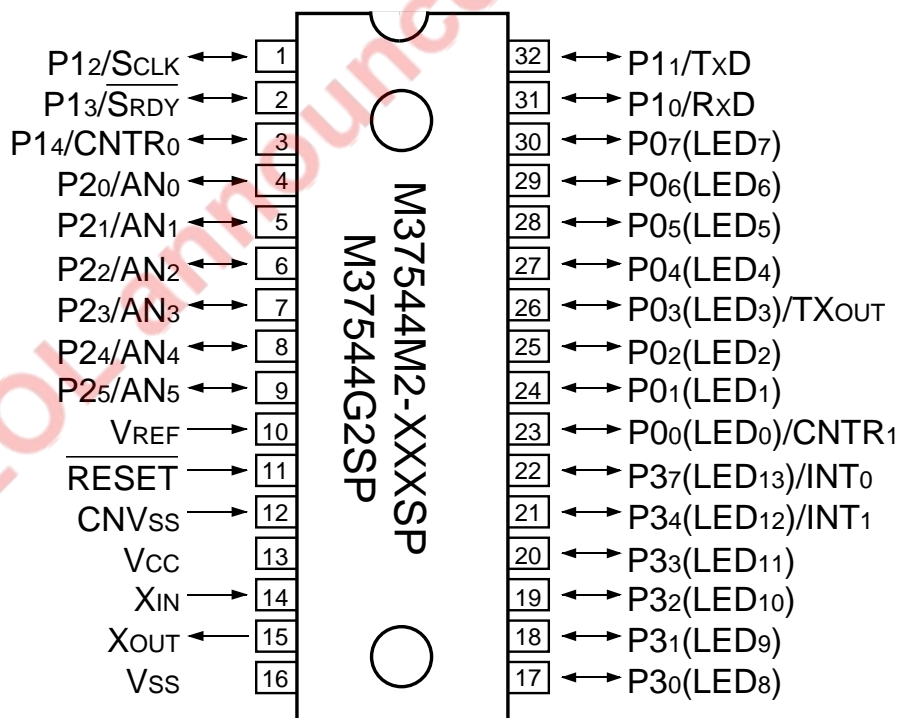 P12/SCLK 1
P13/SRDY 2
P14/CNTR0 3
P20/AN0 4
P21/AN1 5
P22/AN2 6
P23/AN3 7
P24/AN4 8
P25/AN5 9
VREF 10
RESET 11
CNVSS 12
VCC 13
XIN 14
XOUT 15
VSS 16
M37544M2-XXXSP
M37544G2SP
32 P11/TXD
31 P10/RXD
30 P07(LED7)
29 P06(LED6)
28 P05(LED5)
27 P04(LED4)
26 P03(LED3)/TXOUT
25 P02(LED2)
24 P01(LED1)
23 P00(LED0)/CNTR1
22 P37(LED13)/INT0
21 P34(LED12)/INT1
20 P33(LED11)
19 P32(LED10)
18 P31(LED9)
17 P30(LED8)